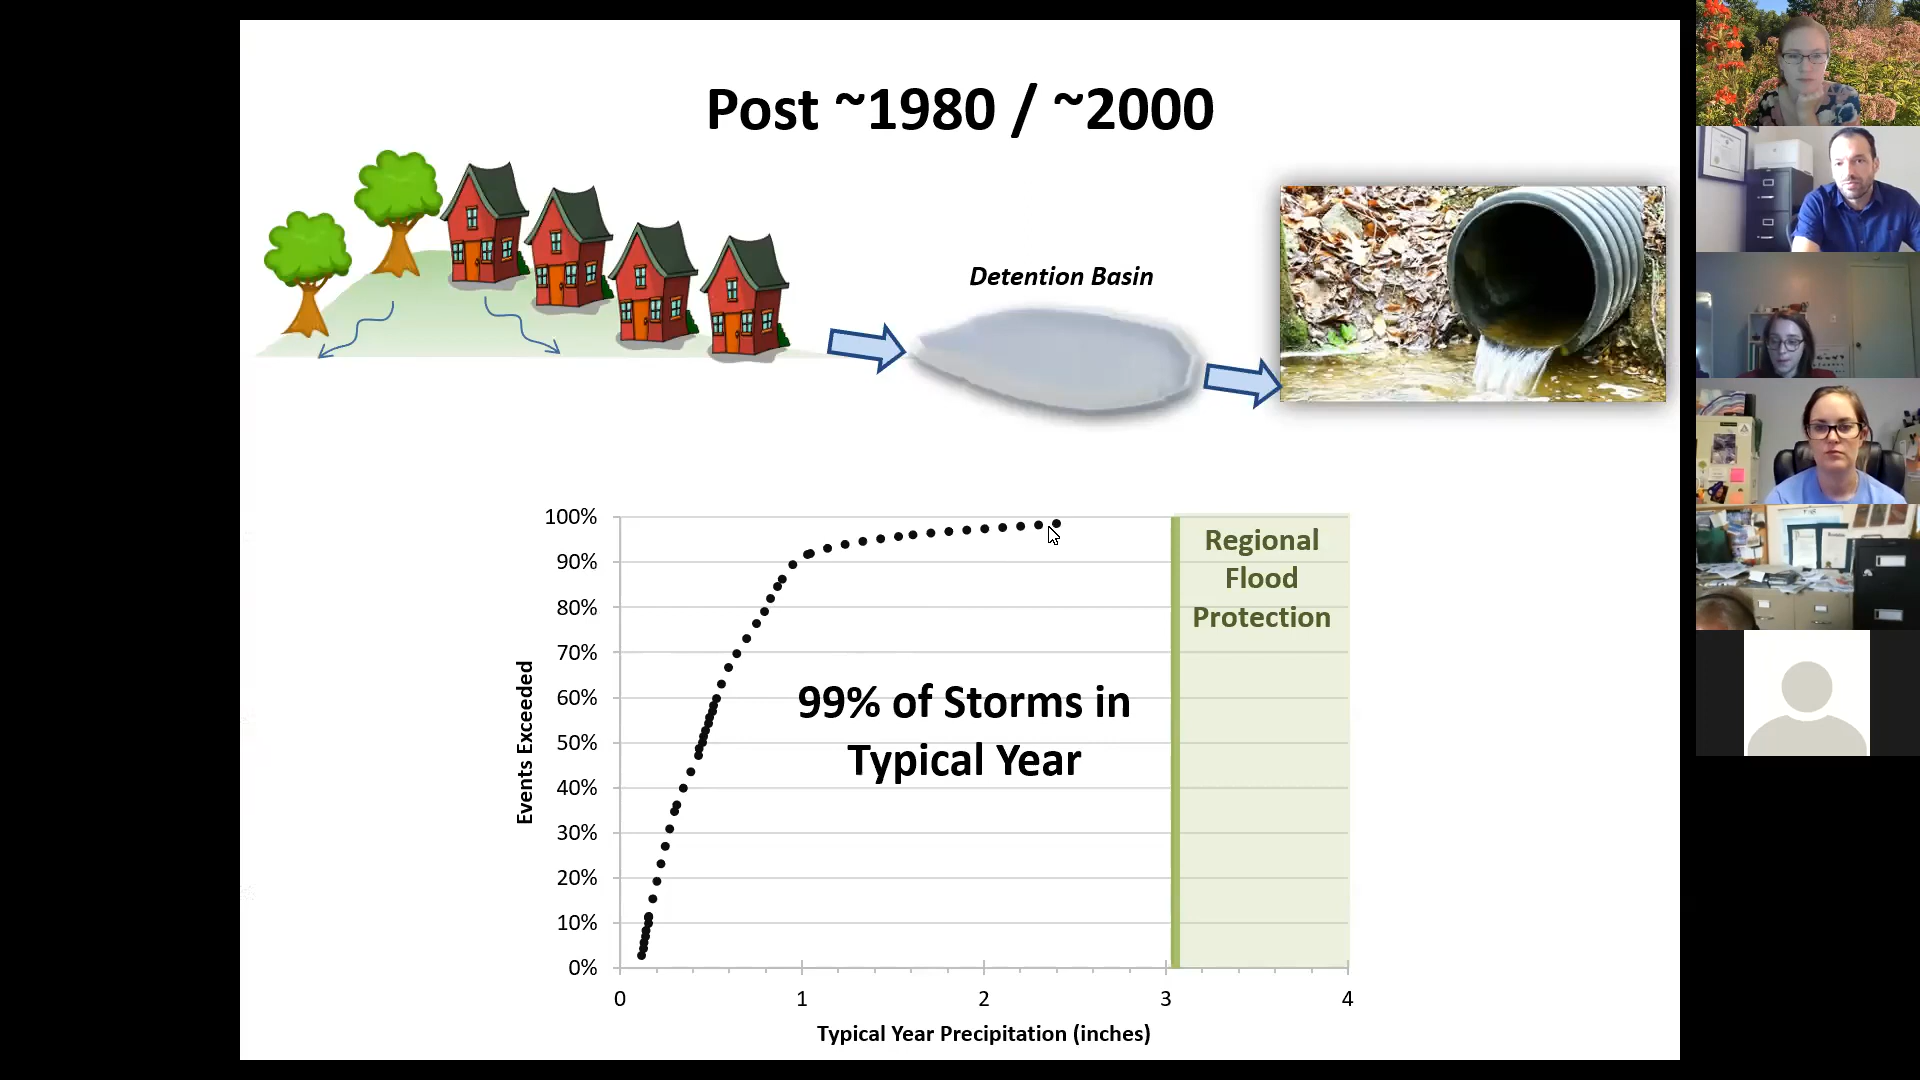 Post ~1980 / ~2000
Detention Basin
100%
90%
80%
70%
60%
50%
40%
30%
20%
10%
0%
Events Exceeded
Regional
Flood
Protection
99% of Storms in
Typical Year
0 1 2 3 4
Typical Year Precipitation (inches)